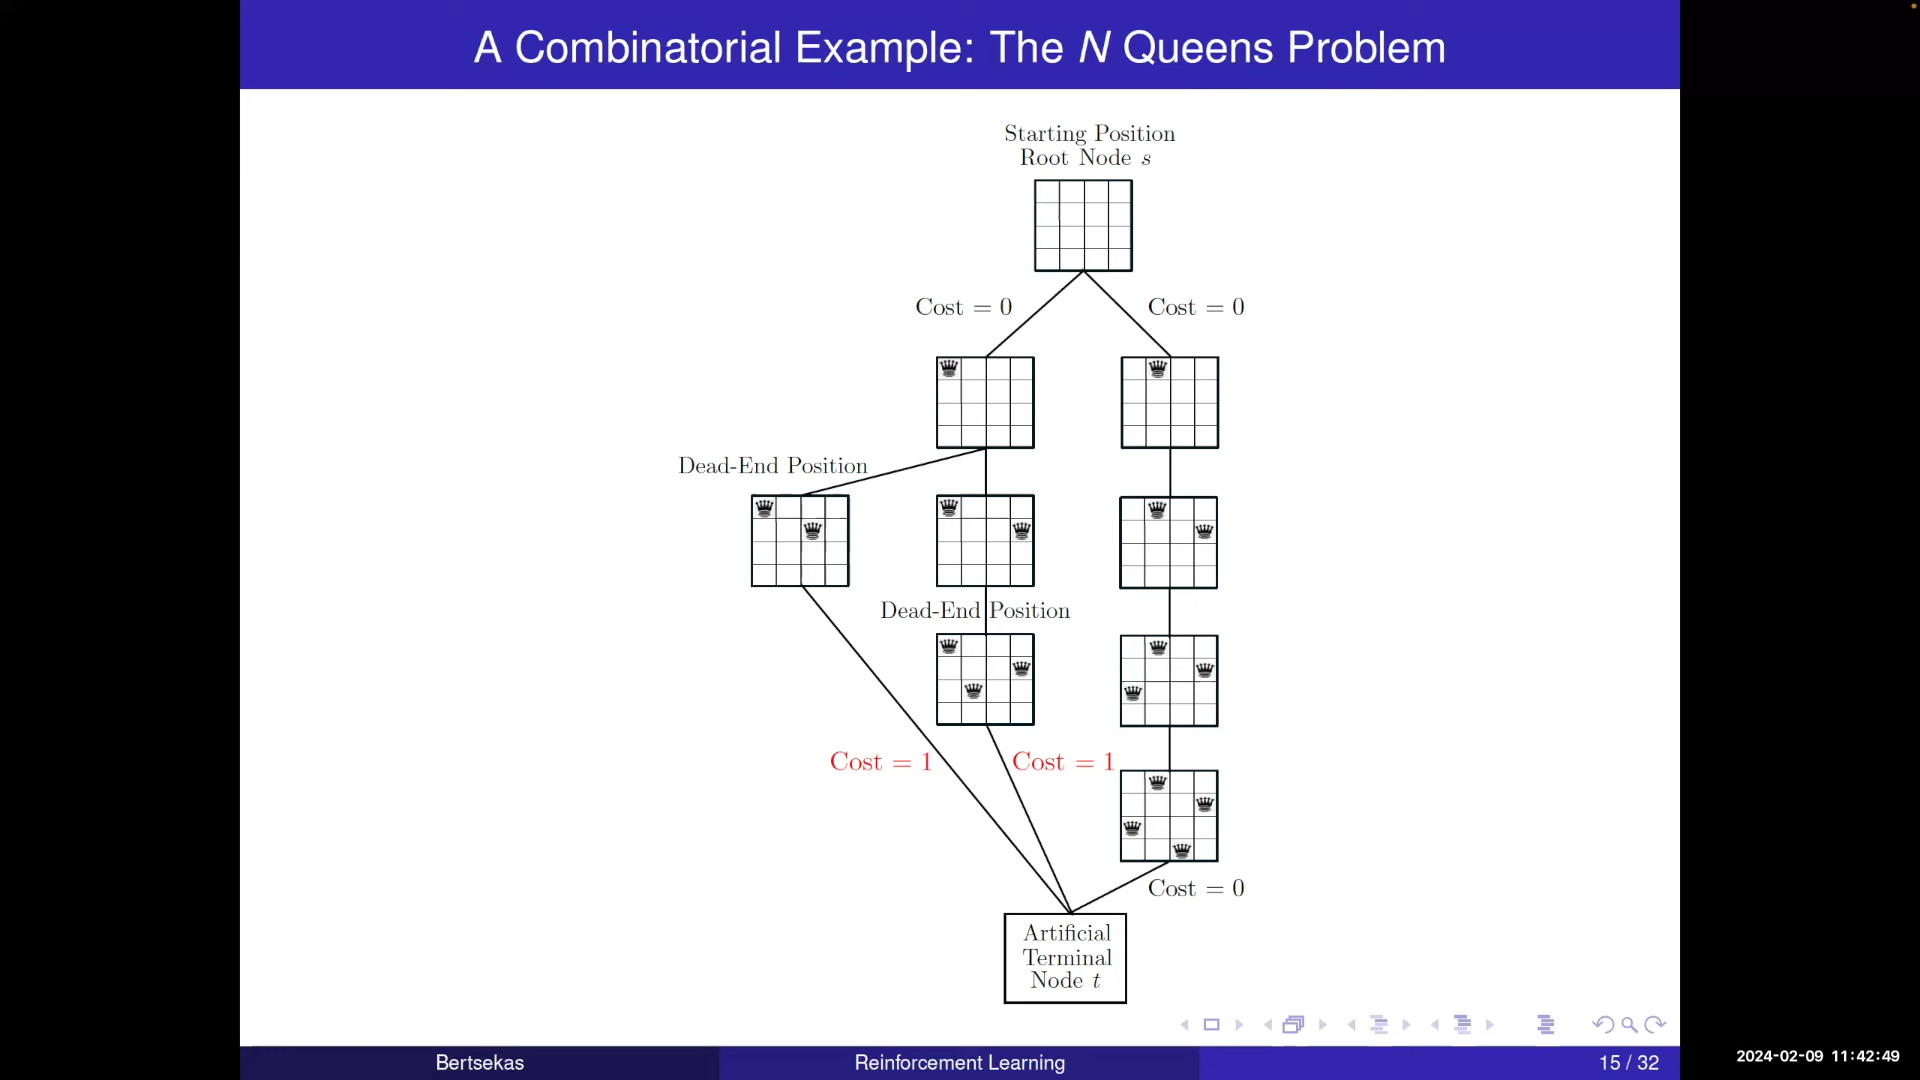 A Combinatorial Example: The N Queens Problem
Starting Position
Root Node s
Cost = 0
Cost = 0
Dead-End Position
Dead-End Position
Cost = 1
Cost = 1
Cost = 0
Artificial
Terminal
Node t
Bertsekas
Reinforcement Learning
15 / 32
2024-02-09 11:42:49